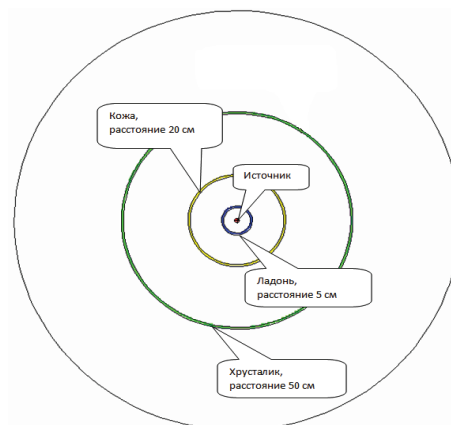 Кожа,
расстояние 20 см
Источник
Ладонь,
расстояние 5 см
Хрусталик,
расстояние 50 см